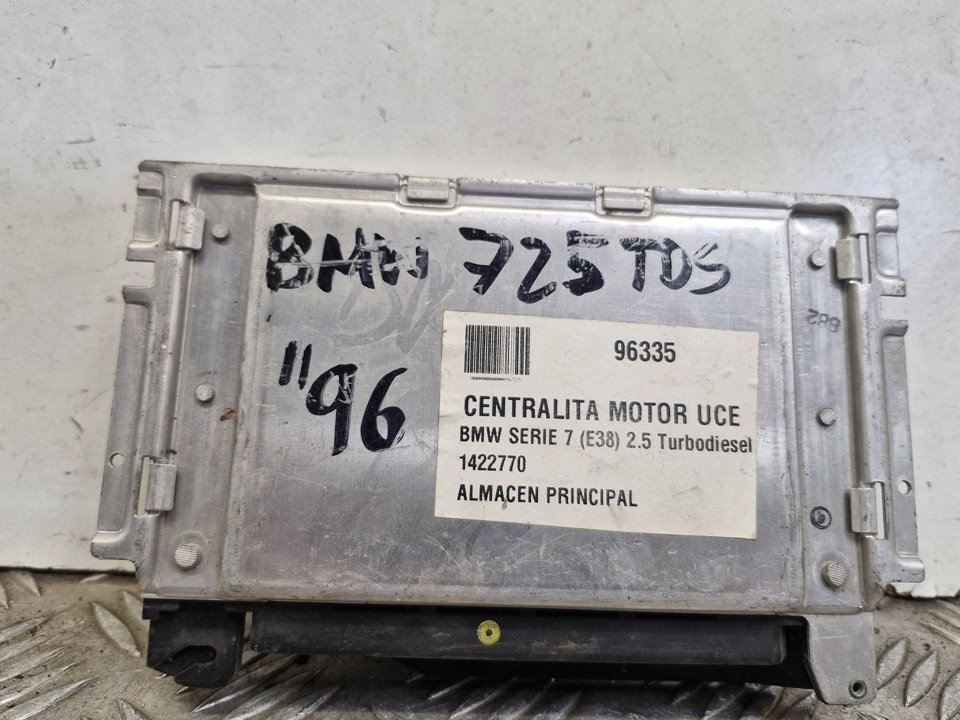 BMW 725 TDS
"96
96335
CENTRALITA MOTOR UCE
BMW SERIE 7 (E38) 2.5 Turbodiesel
1422770
ALMACEN PRINCIPAL